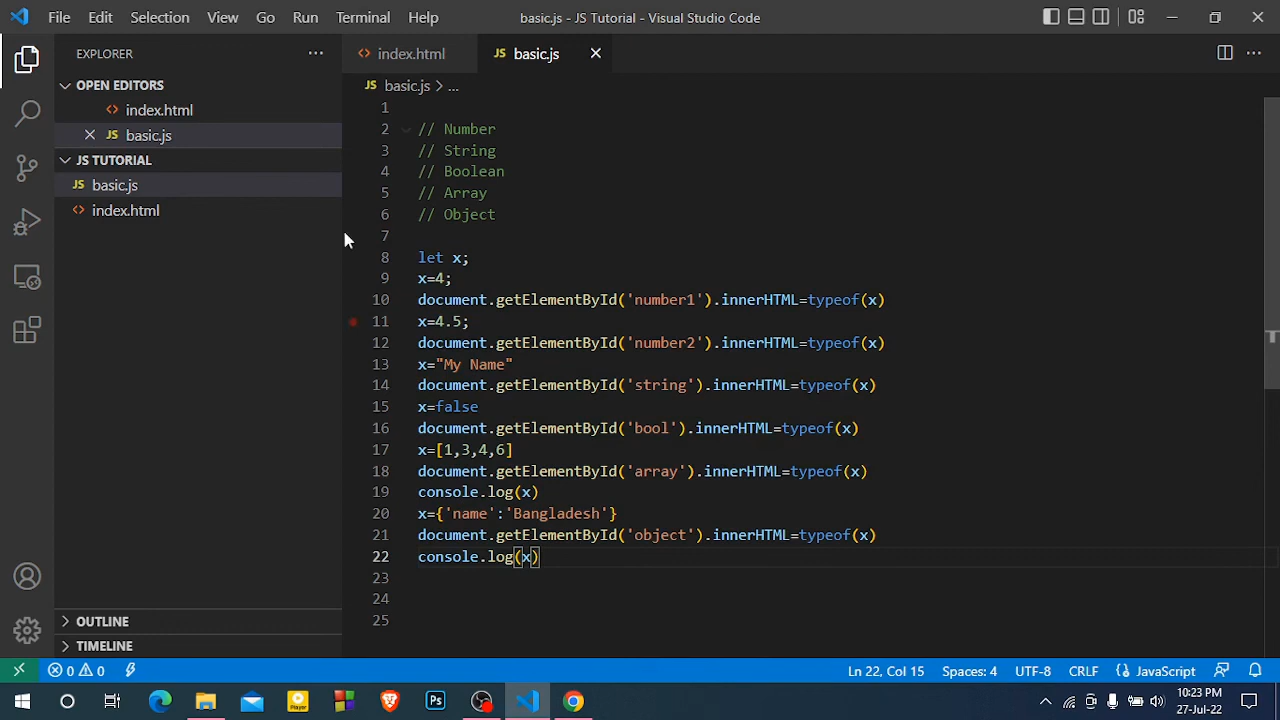 File Edit Selection View Go Run Terminal Help basic.js - JS Tutorial - Visual Studio Code
EXPLORER
OPEN EDITORS
<> index.html
JS basic.js
JS TUTORIAL
JS basic.js
<> index.html
OUTLINE
TIMELINE
<> index.html JS basic.js
JS basic.js > ...
1
2 // Number
3 // String
4 // Boolean
5 // Array
6 // Object
7
8 let x;
9 x=4;
10 document.getElementById('number1').innerHTML=typeof(x)
11 x=4.5;
12 document.getElementById('number2').innerHTML=typeof(x)
13 x="My Name"
14 document.getElementById('string').innerHTML=typeof(x)
15 x=false
16 document.getElementById('bool').innerHTML=typeof(x)
17 x=[1,3,4,6]
18 document.getElementById('array').innerHTML=typeof(x)
19 console.log(x)
20 x={'name':'Bangladesh'}
21 document.getElementById('object').innerHTML=typeof(x)
22 console.log(x)
23
24
25
0 0 Ln 22, Col 15 Spaces: 4 UTF-8 CRLF {} JavaScript
Player Ps 10:23 PM
27-Jul-22